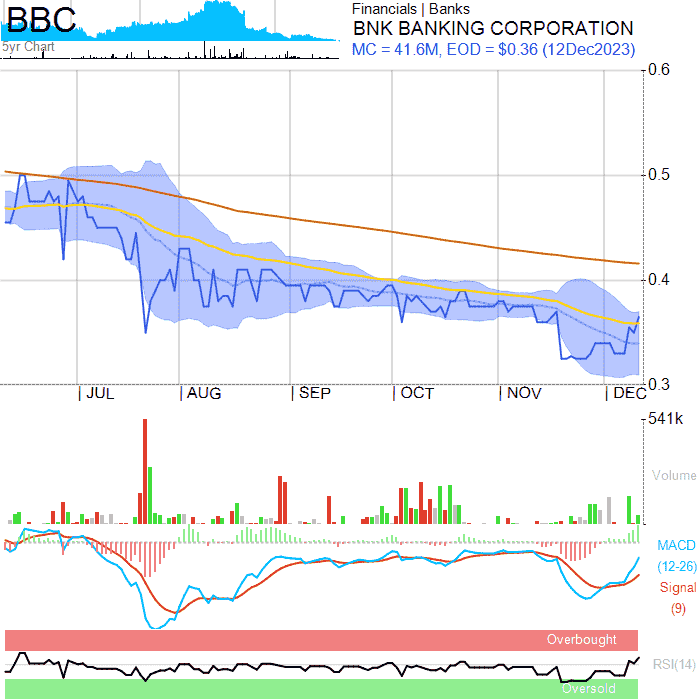 BBC
5yr Chart
Financials | Banks
BNK BANKING CORPORATION
MC = 41.6M, EOD = $0.36 (12Dec2023)
0.6
0.5
0.4
0.3
JUL AUG SEP OCT NOV DEC
541k
Volume
MACD
(12-26)
Signal
(9)
Overbought
RSI(14)
Oversold